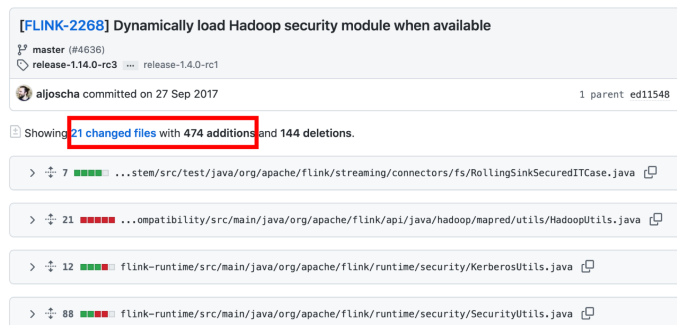 [FLINK-2268] Dynamically load Hadoop security module when available
master (#4636)
release-1.14.0-rc3 ... release-1.4.0-rc1
aljoscha committed on 27 Sep 2017 1 parent ed11548
Showing 21 changed files with 474 additions and 144 deletions.
7 ...stem/src/test/java/org/apache/flink/streaming/connectors/fs/RollingSinkSecuredITCase.java
21 ...ompatibility/src/main/java/org/apache/flink/api/java/hadoop/mapred/utils/HadoopUtils.java
12 flink-runtime/src/main/java/org/apache/flink/runtime/security/KerberosUtils.java
88 flink-runtime/src/main/java/org/apache/flink/runtime/security/SecurityUtils.java